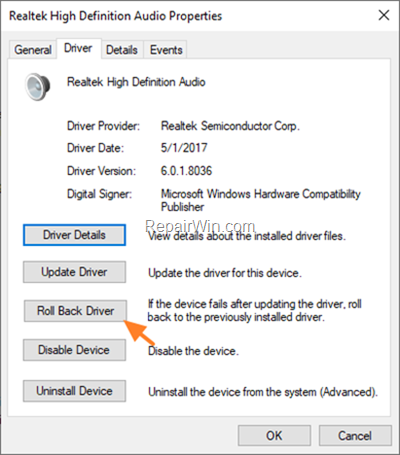 Realtek High Definition Audio Properties
General Driver Details Events
Realtek High Definition Audio
Driver Provider: Realtek Semiconductor Corp.
Driver Date: 5/1/2017
Driver Version: 6.0.1.8036
Digital Signer: Microsoft Windows Hardware Compatibility
Publisher
RepairWin.com
Driver Details View details about the installed driver files.
Update Driver Update the driver for this device.
Roll Back Driver If the device fails after updating the driver, roll
back to the previously installed driver.
Disable Device Disable the device.
Uninstall Device Uninstall the device from the system (Advanced).
OK Cancel